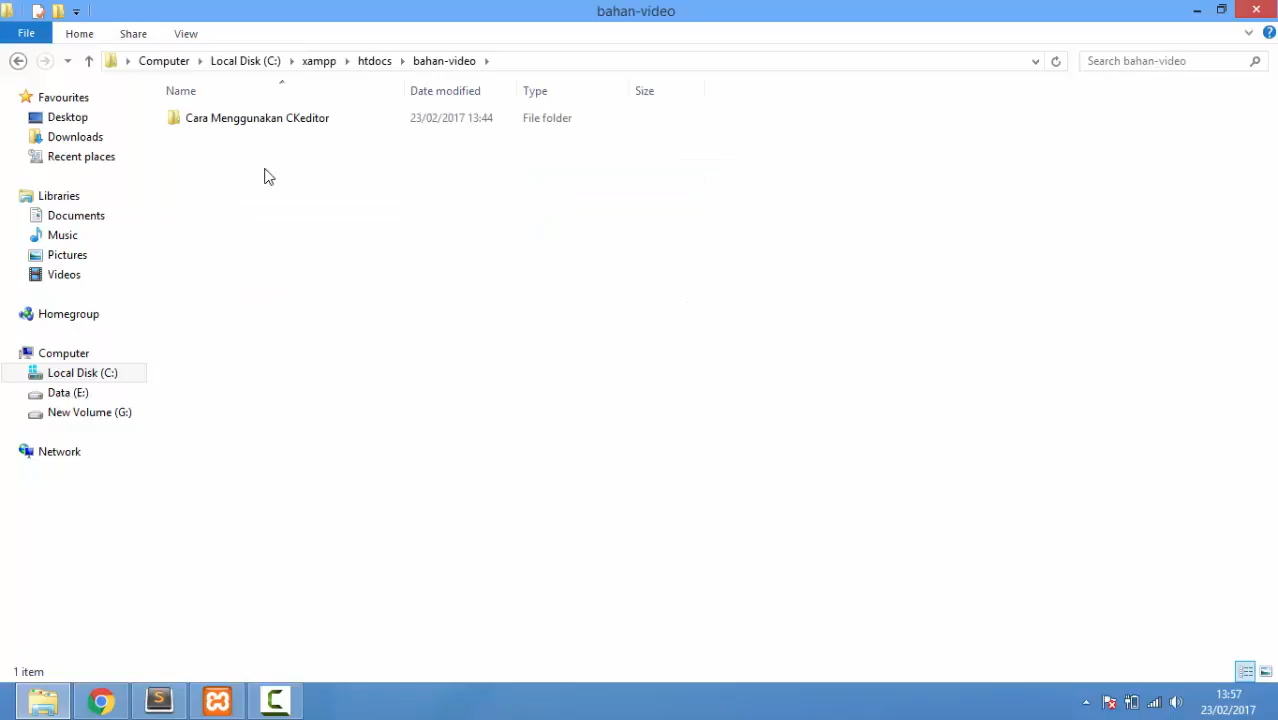 bahan-video
File Home Share View
Computer Local Disk (C:) xampp htdocs bahan-video
Search bahan-video
Name Date modified Type Size
Cara Menggunakan CKeditor 23/02/2017 13:44 File folder
Favourites
Desktop
Downloads
Recent places
Libraries
Documents
Music
Pictures
Videos
Homegroup
Computer
Local Disk (C:)
Data (E:)
New Volume (G:)
Network
1 item
13:57
23/02/2017